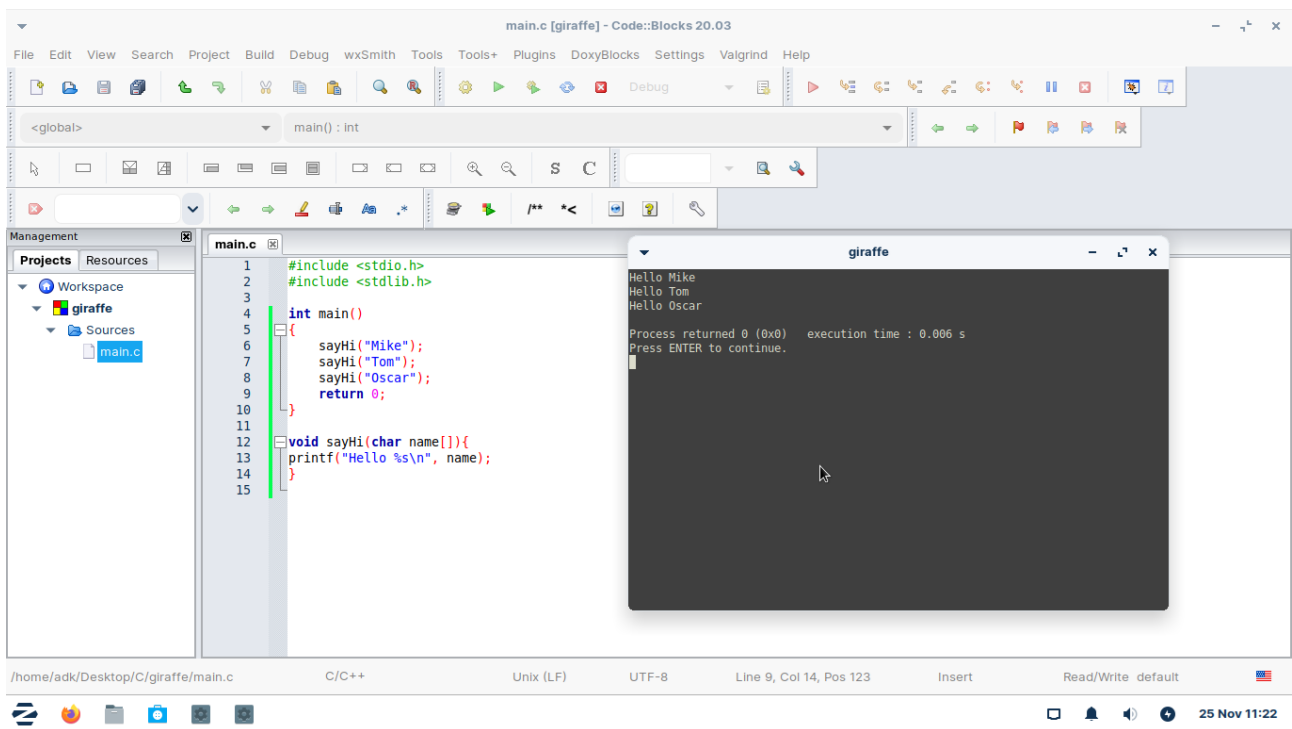 main.c [giraffe] - Code::Blocks 20.03
File Edit View Search Project Build Debug wxSmith Tools Tools+ Plugins DoxyBlocks Settings Valgrind Help
Debug
<global> main() : int
S C
Aa .* /** *<
Management
Projects Resources
Workspace
giraffe
Sources
main.c
main.c
1 #include <stdio.h>
2 #include <stdlib.h>
3
4 int main()
5 {
6 sayHi("Mike");
7 sayHi("Tom");
8 sayHi("Oscar");
9 return 0;
10 }
11
12 void sayHi(char name[]){
13 printf("Hello %s\n", name);
14 }
15
giraffe
Hello Mike
Hello Tom
Hello Oscar
Process returned 0 (0x0) execution time : 0.006 s
Press ENTER to continue.
/home/adk/Desktop/C/giraffe/main.c C/C++ Unix (LF) UTF-8 Line 9, Col 14, Pos 123 Insert Read/Write default
25 Nov 11:22